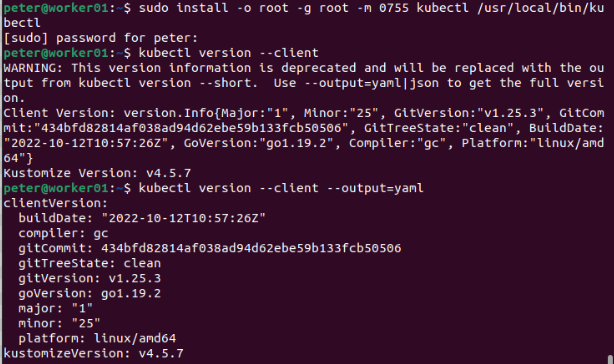 peter@worker01:~$ sudo install -o root -g root -m 0755 kubectl /usr/local/bin/ku
bectl
[sudo] password for peter:
peter@worker01:~$ kubectl version --client
WARNING: This version information is deprecated and will be replaced with the ou
tput from kubectl version --short.  Use --output=yaml|json to get the full versi
on.
Client Version: version.Info{Major:"1", Minor:"25", GitVersion:"v1.25.3", GitCom
mit:"434bfd82814af038ad94d62ebe59b133fcb50506", GitTreeState:"clean", BuildDate:
"2022-10-12T10:57:26Z", GoVersion:"go1.19.2", Compiler:"gc", Platform:"linux/amd
64"}
Kustomize Version: v4.5.7
peter@worker01:~$ kubectl version --client --output=yaml
clientVersion:
  buildDate: "2022-10-12T10:57:26Z"
  compiler: gc
  gitCommit: 434bfd82814af038ad94d62ebe59b133fcb50506
  gitTreeState: clean
  gitVersion: v1.25.3
  goVersion: go1.19.2
  major: "1"
  minor: "25"
  platform: linux/amd64
kustomizeVersion: v4.5.7